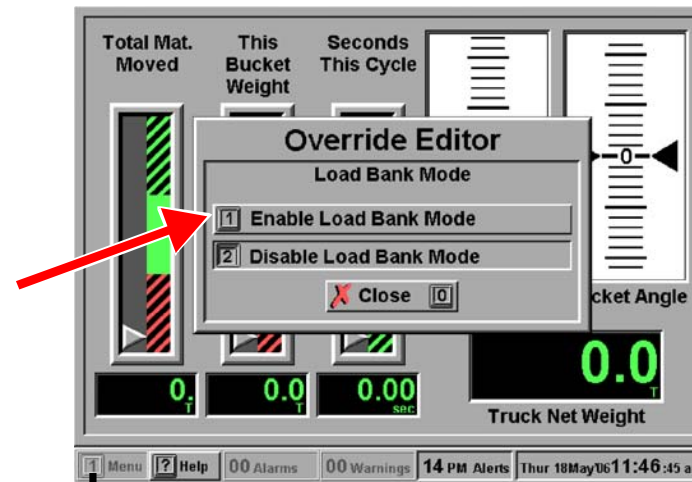 Total Mat.
Moved
This
Bucket
Weight
Seconds
This Cycle
0
Override Editor
Load Bank Mode
1 Enable Load Bank Mode
2 Disable Load Bank Mode
Close 0
cket Angle
0.
T
0.0
T
0.00
sec
0.0
T
Truck Net Weight
1 Menu ? Help 00 Alarms 00 Warnings 14 PM Alerts Thur 18May'06 11:46:45 a